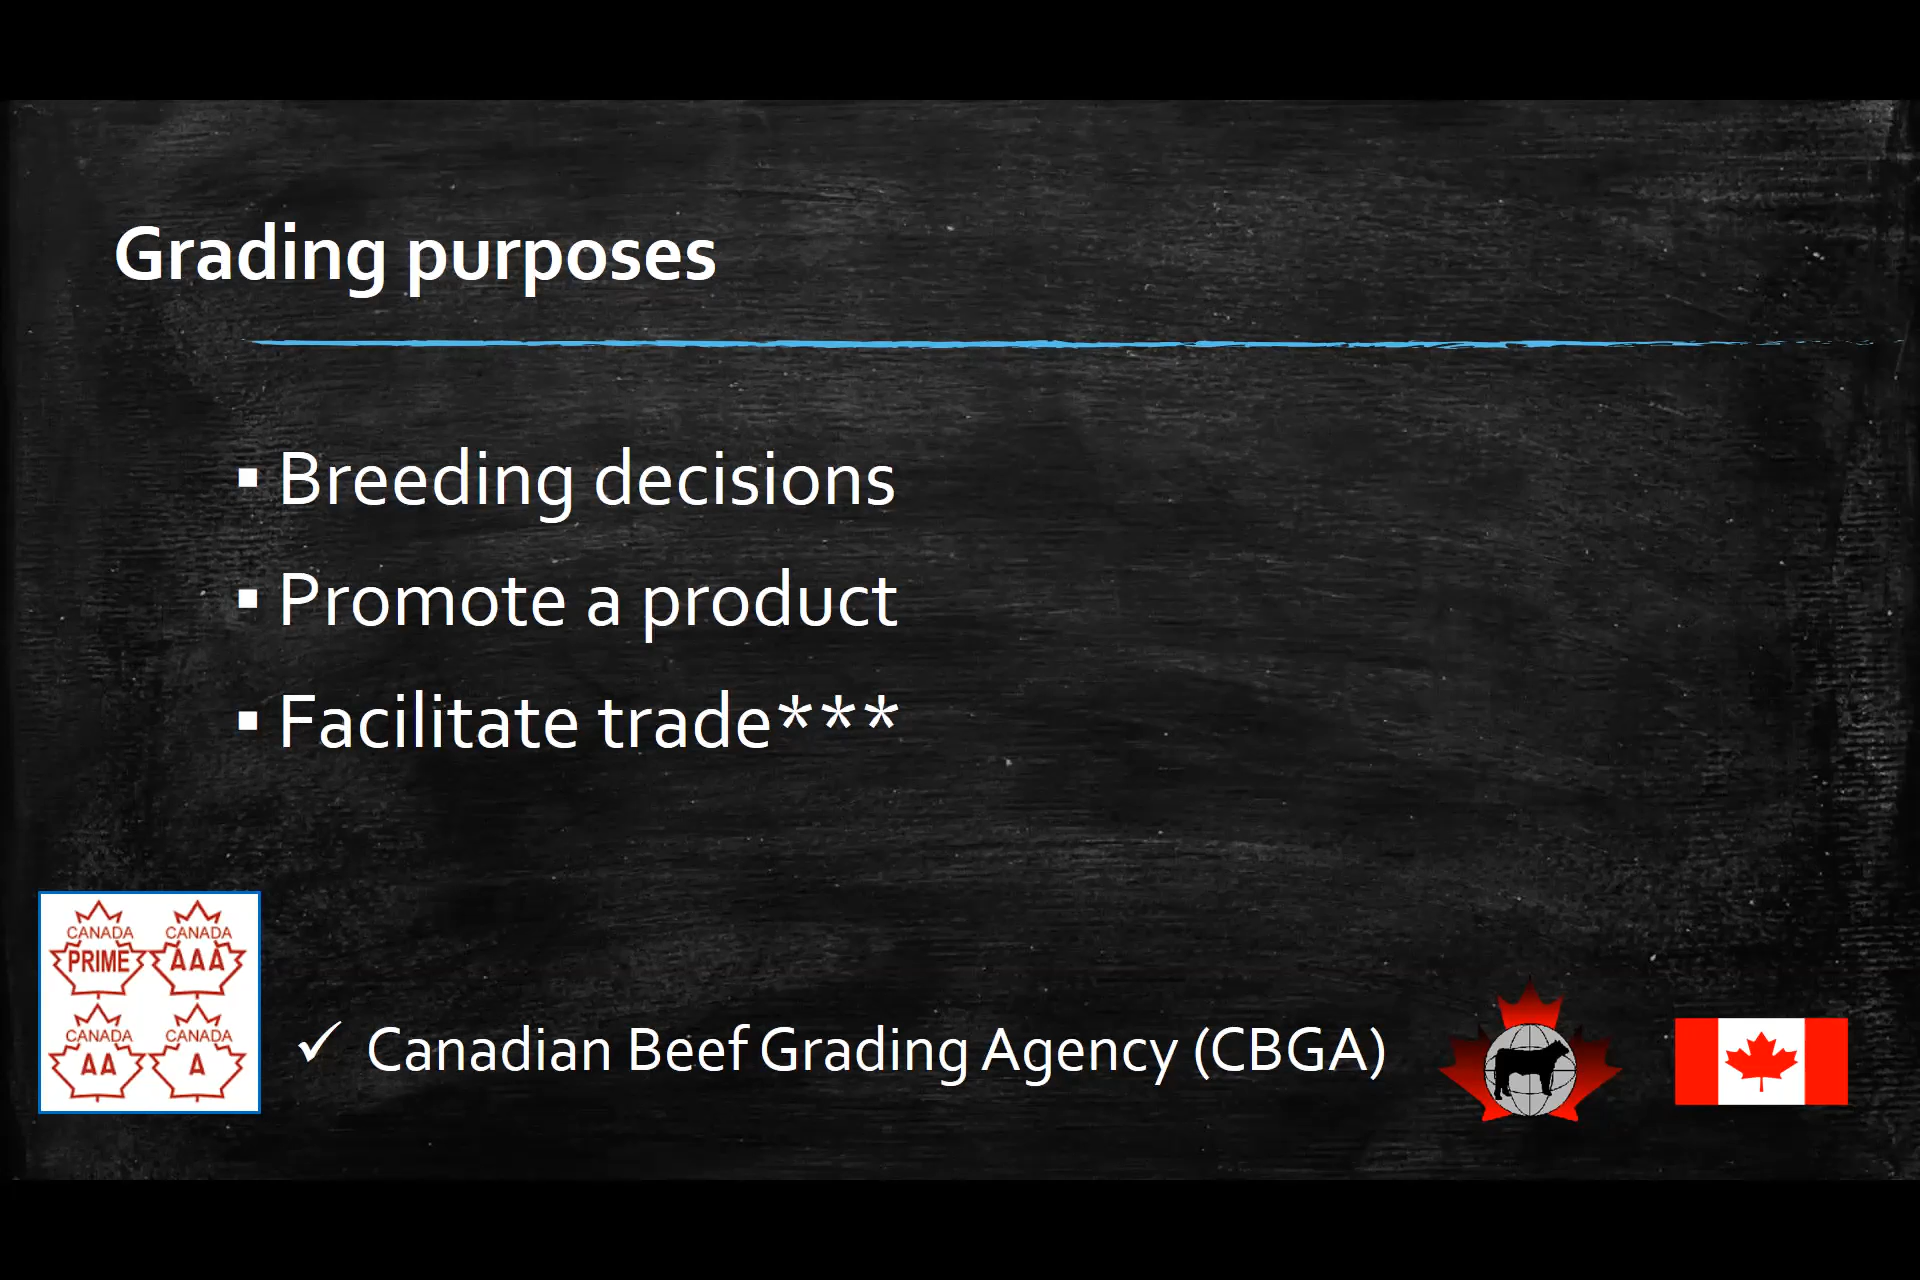 Grading purposes
▪ Breeding decisions
▪ Promote a product
▪ Facilitate trade***
CANADA PRIME
CANADA AAA
CANADA AA
CANADA A
✓ Canadian Beef Grading Agency (CBGA)